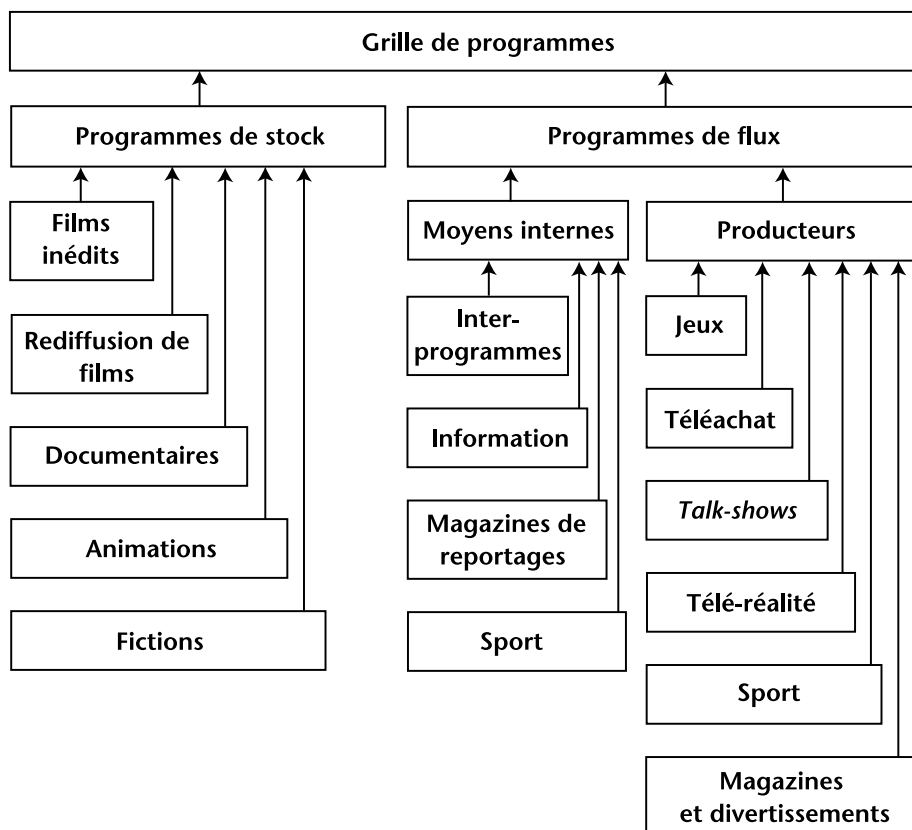 Grille de programmes
Programmes de stock
Programmes de flux
Films
inédits
Rediffusion de
films
Documentaires
Animations
Fictions
Moyens internes
Inter-
programmes
Information
Magazines de
reportages
Sport
Producteurs
Jeux
Téléachat
Talk-shows
Télé-réalité
Sport
Magazines
et divertissements